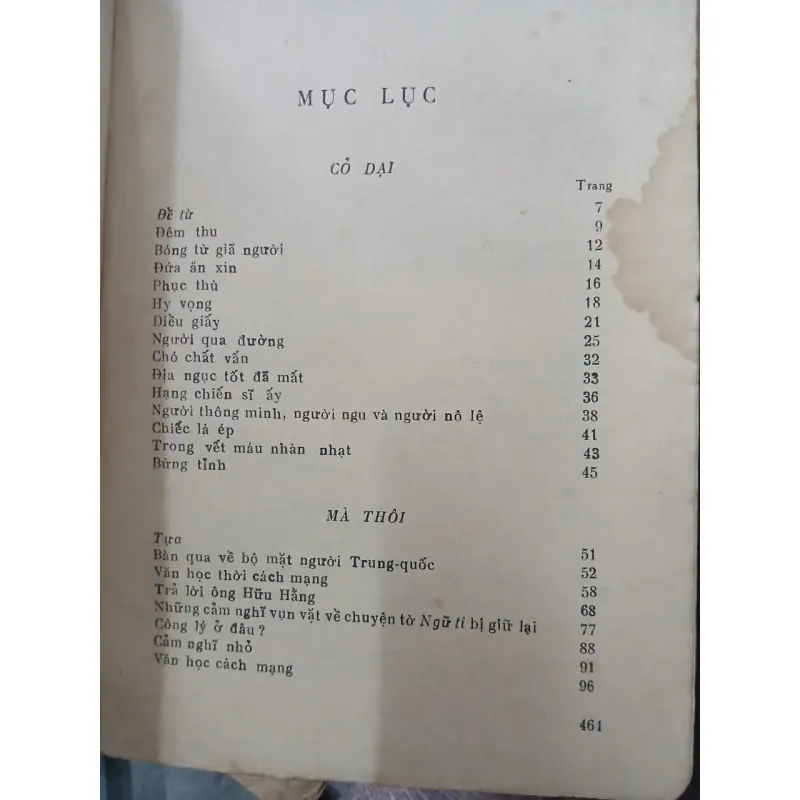 MỤC LỤC
CỎ DẠI
Trang
Đề từ 7
Đêm thu 9
Bóng từ giã người 12
Đứa ăn xin 14
Phục thù 16
Hy vọng 18
Diều giấy 21
Người qua đường 25
Chó chất vấn 32
Địa ngục tốt đã mất 33
Hạng chiến sĩ ấy 36
Người thông minh, người ngu và người nô lệ 38
Chiếc lá ép 41
Trong vết máu nhàn nhạt 43
Bừng tỉnh 45
MÀ THÔI
Tựa 51
Bàn qua về bộ mặt người Trung-quốc 52
Văn học thời cách mạng 58
Trả lời ông Hữu Hằng 68
Những cảm nghĩ vụn vặt về chuyện tờ Ngữ ti bị giữ lại 77
Công lý ở đâu? 88
Cảm nghĩ nhỏ 91
Văn học cách mạng 96
461